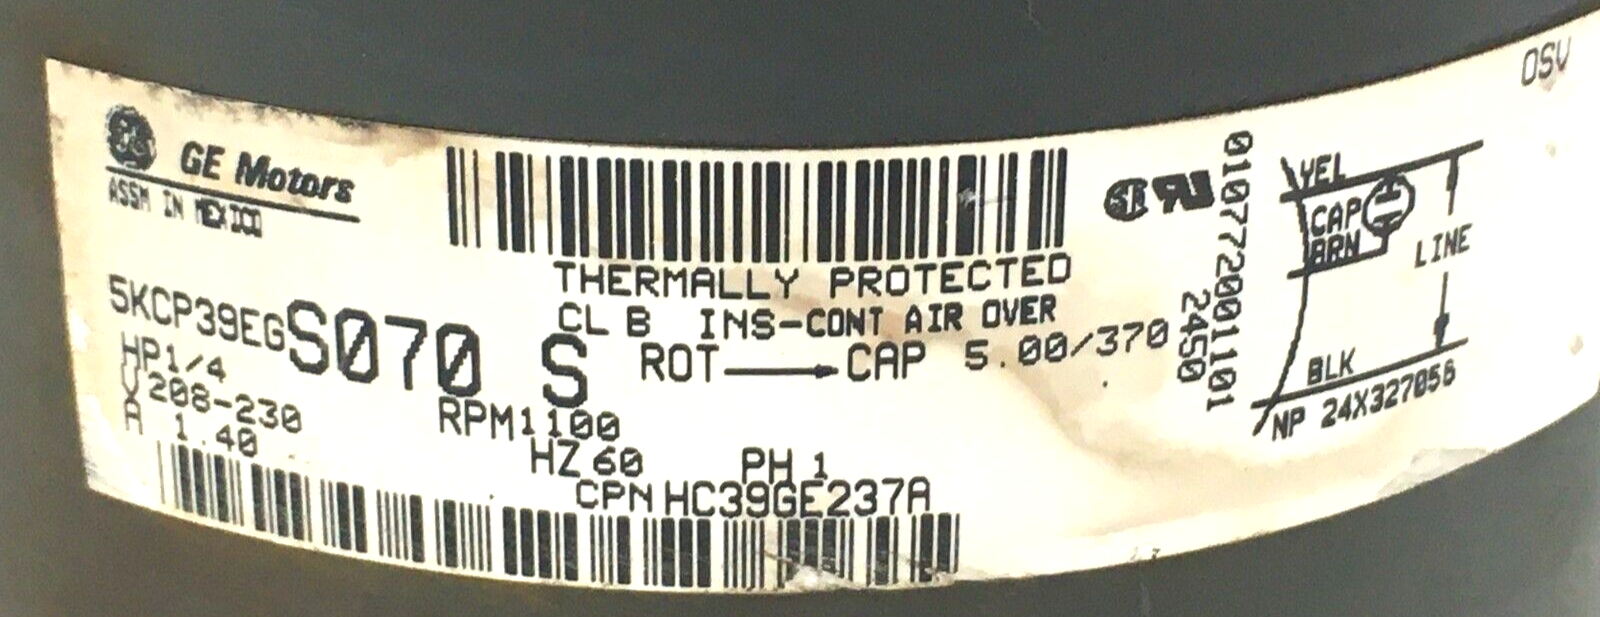 GE Motors
ASSM IN MEXICO
THERMALLY PROTECTED
CL B INS-CONT AIR OVER
5KCP39EGS070 S
ROT CAP 5.00/370
HP1/4
V208-230
RPM1100
A 1.40
HZ 60 PH 1
CPN HC39GE237A
010772001101
2450
YEL
CAP
BRN
LINE
BLK
NP 24X327056
OSV